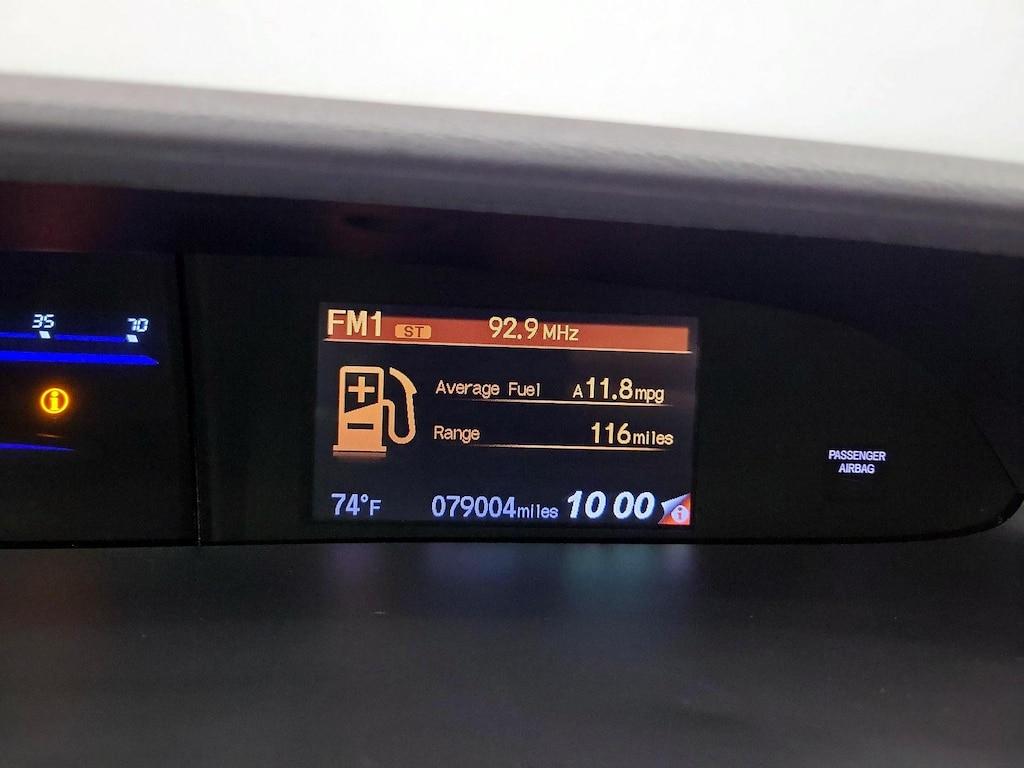 35 70
FM1 ST 92.9 MHz
Average Fuel A 11.8 mpg
Range 116 miles
74°F 079004 miles 10 00
PASSENGER
AIRBAG